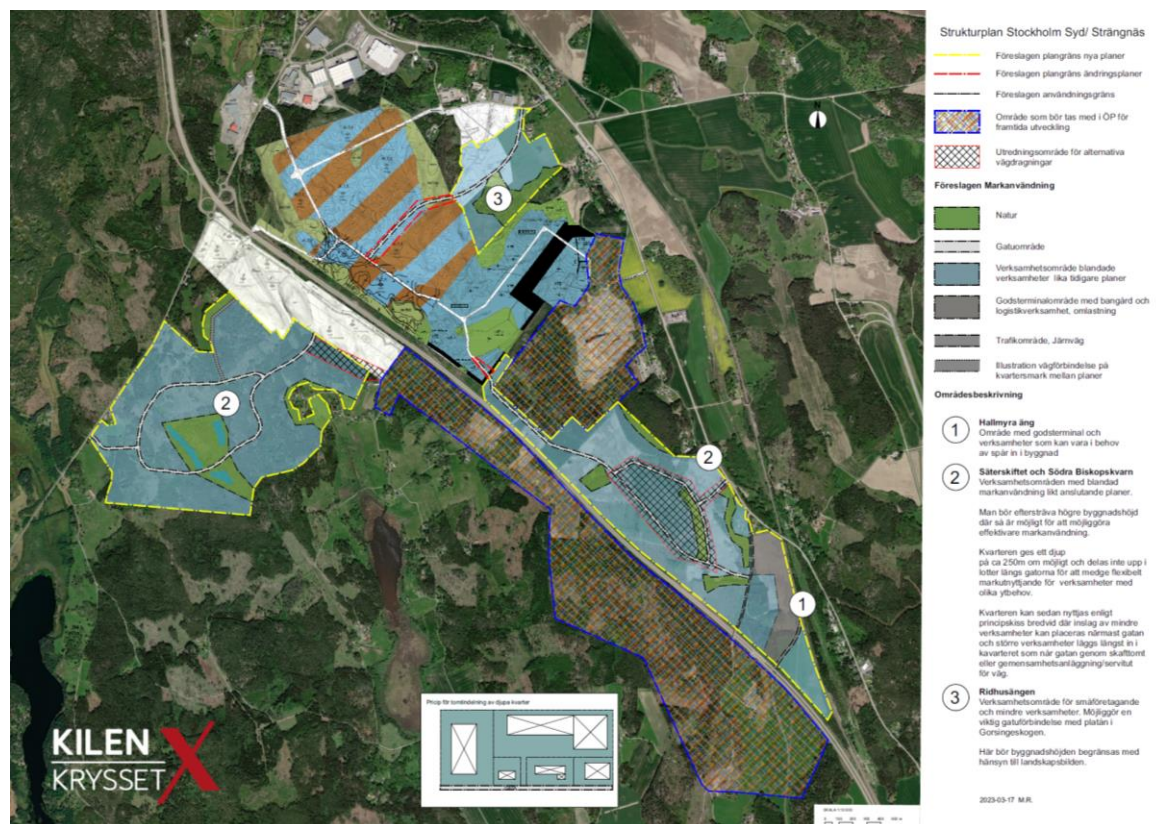 Strukturplan Stockholm Syd/ Strängnäs
Föreslagen plangräns nya planer
Föreslagen plangräns ändringsplaner
Föreslagen användningsgräns
Område som bör tas med i ÖP för
framtida utveckling
Utredningsområde för alternativa
vägdragningar
Föreslagen Markanvändning
Natur
Gatuområde
Verksamhetsområde blandade
verksamheter lika tidigare planer
Godsterminalområde med bangård och
logistikverksamhet, omlastning
Trafikområde, Järnväg
Illustration vägförbindelse på
kvartersmark mellan planer
Områdesbeskrivning
1
Hallmyra äng
Område med godsterminal och
verksamheter som kan vara i behov
av spår in i byggnad
2
Säterskiftet och Södra Biskopskvarn
Verksamhetsområden med blandad
markanvändning likt anslutande planer.
Man bör eftersträva högre byggnadshöjd
där så är möjligt för att möjliggöra
effektivare markanvändning.
Kvarteren ges ett djup
på ca 250m om möjligt och delas inte upp i
lotter längs gatorna för att medge flexibelt
markutnyttjande för verksamheter med
olika ytbehov.
Kvarteren kan sedan nyttjas enligt
principskiss bredvid där inslag av mindre
verksamheter kan placeras närmast gatan
och större verksamheter läggs längst in i
kavarteret som når gatan genom skafttomt
eller gemensamhetsanläggning/servitut
för väg.
3
Ridhusängen
Verksamhetsområde för småföretagande
och mindre verksamheter. Möjliggör en
viktig gatuförbindelse med platån i
Gorsingeskogen.
Här bör byggnadshöjden begränsas med
hänsyn till landskapsbilden.
2023-03-17 M.R.
N
3
2
2
1
Princip för tomtindelning av djupa kvarter
KILEN
KRYSSET X